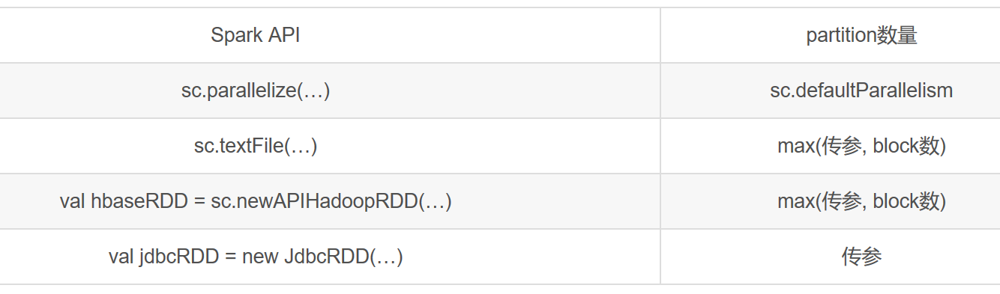 Spark API
partition数量
sc.parallelize(…)
sc.defaultParallelism
sc.textFile(…)
max(传参, block数)
val hbaseRDD = sc.newAPIHadoopRDD(…)
max(传参, block数)
val jdbcRDD = new JdbcRDD(…)
传参